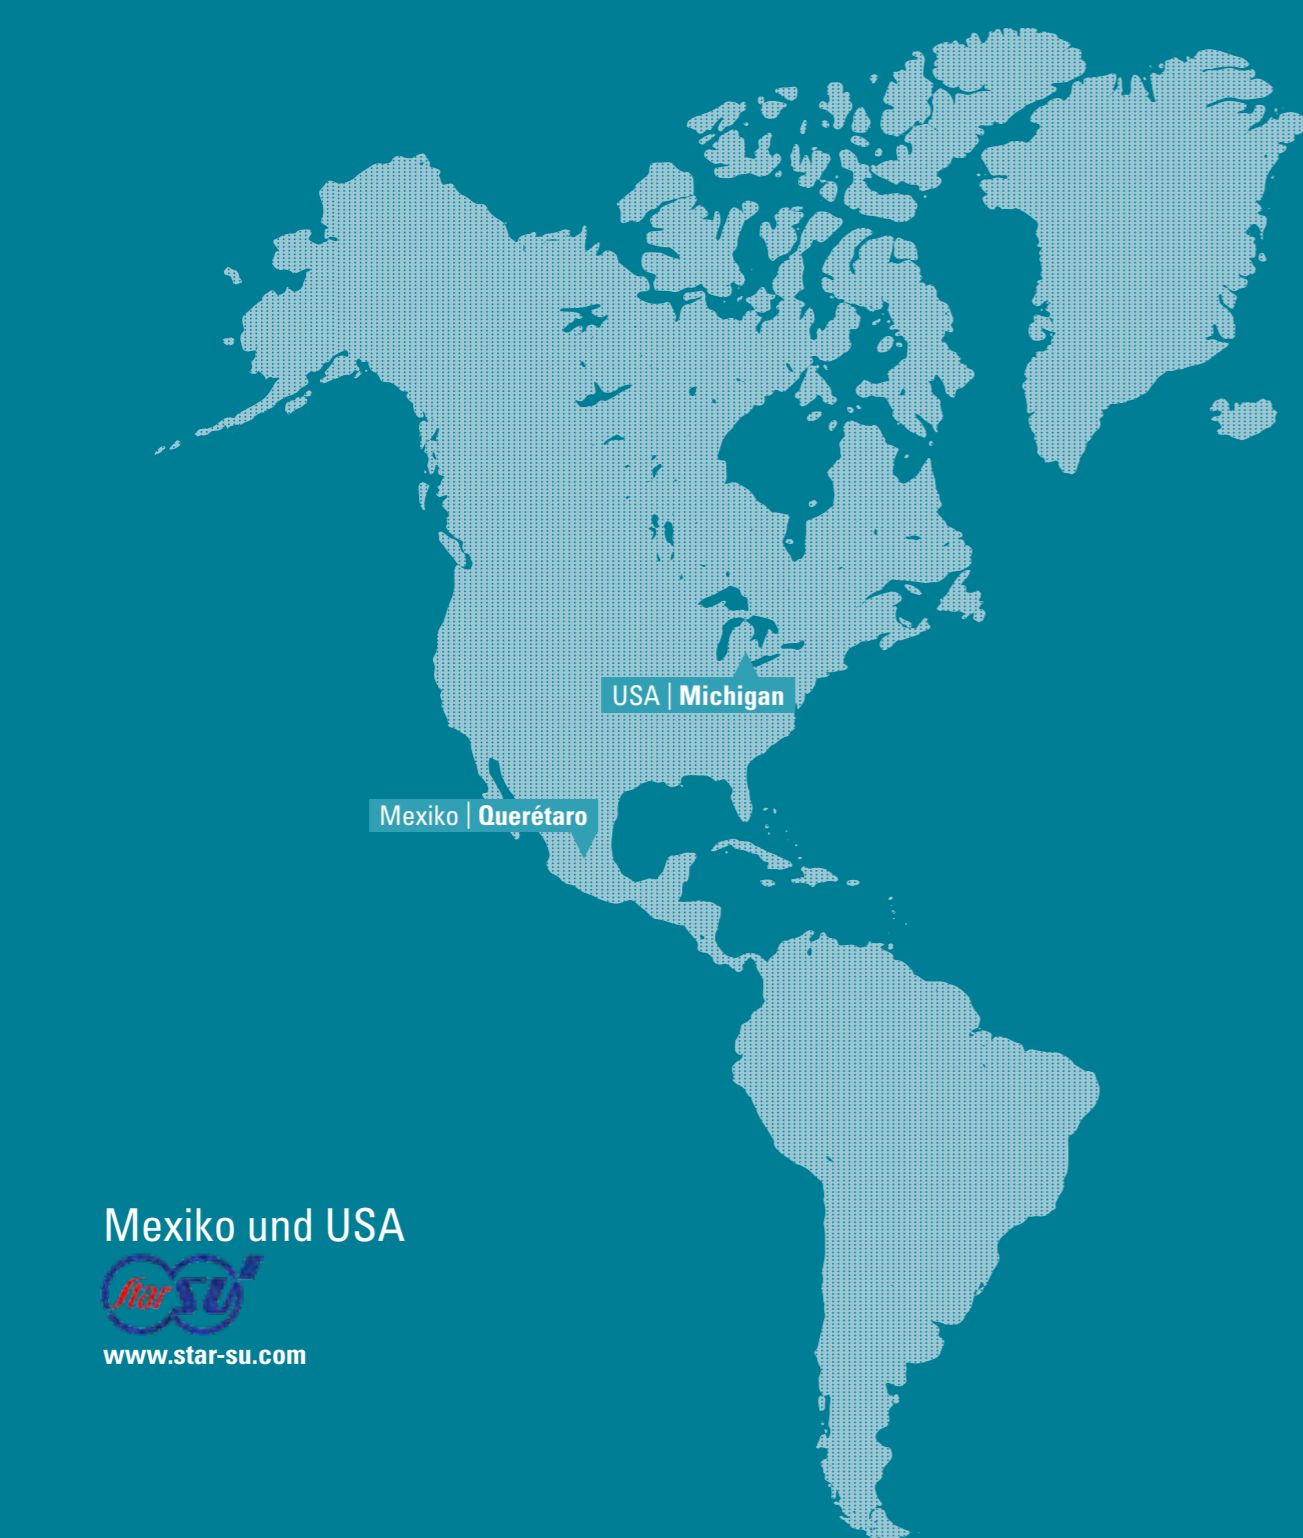 USA | Michigan
Mexiko | Querétaro
Mexiko und USA
Star SU
www.star-su.com